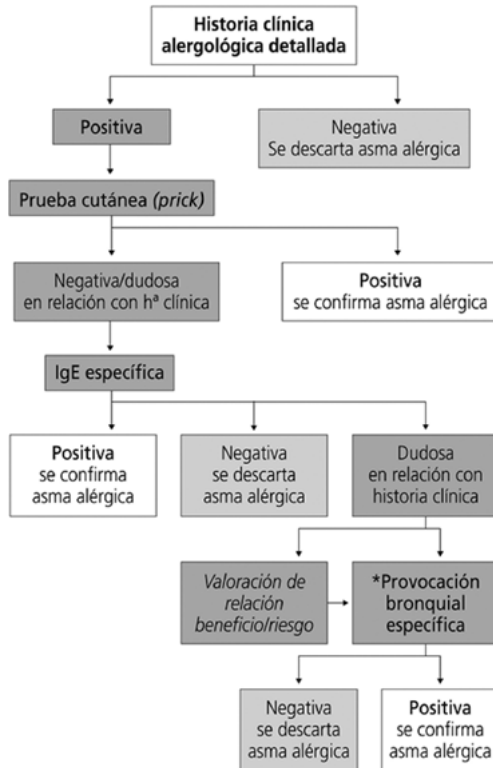 Historia clínica
alergológica detallada
Positiva
Negativa
Se descarta asma alérgica
Prueba cutánea (prick)
Negativa/dudosa
en relación con hª clínica
Positiva
se confirma asma alérgica
IgE específica
Positiva
se confirma
asma alérgica
Negativa
se descarta
asma alérgica
Dudosa
en relación con
historia clínica
Valoración de
relación
beneficio/riesgo
*Provocación
bronquial
específica
Negativa
se descarta
asma alérgica
Positiva
se confirma
asma alérgica